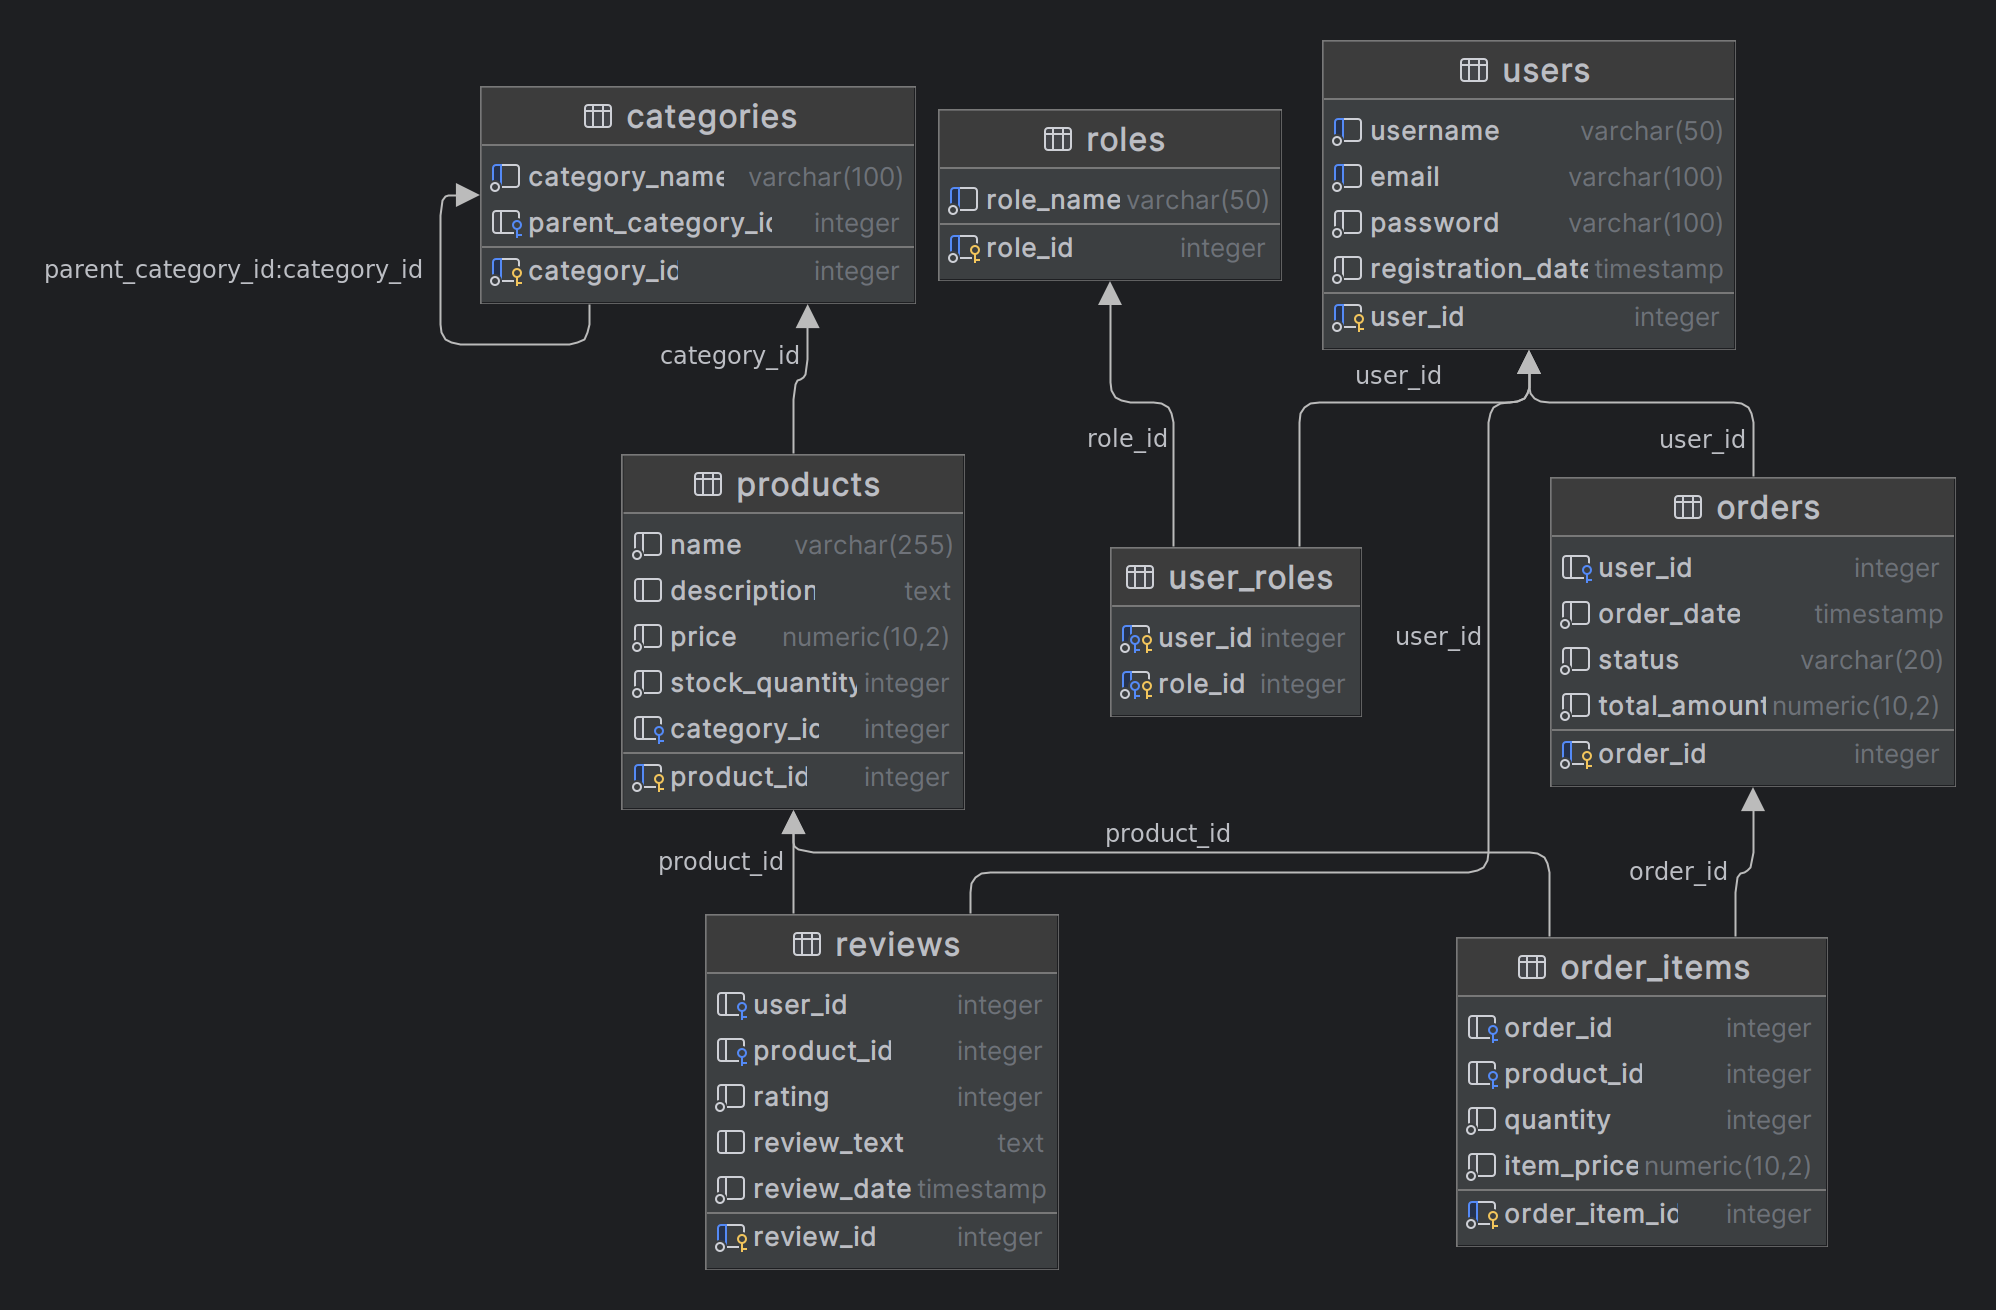 users
username varchar(50)
email varchar(100)
password varchar(100)
registration_date timestamp
user_id integer
categories
category_name varchar(100)
parent_category_id integer
category_id integer
roles
role_name varchar(50)
role_id integer
parent_category_id:category_id
category_id
user_id
role_id
user_id
products
name varchar(255)
description text
price numeric(10,2)
stock_quantity integer
category_id integer
product_id integer
user_roles
user_id integer
role_id integer
user_id
orders
user_id integer
order_date timestamp
status varchar(20)
total_amount numeric(10,2)
order_id integer
product_id
product_id
order_id
reviews
user_id integer
product_id integer
rating integer
review_text text
review_date timestamp
review_id integer
order_items
order_id integer
product_id integer
quantity integer
item_price numeric(10,2)
order_item_id integer